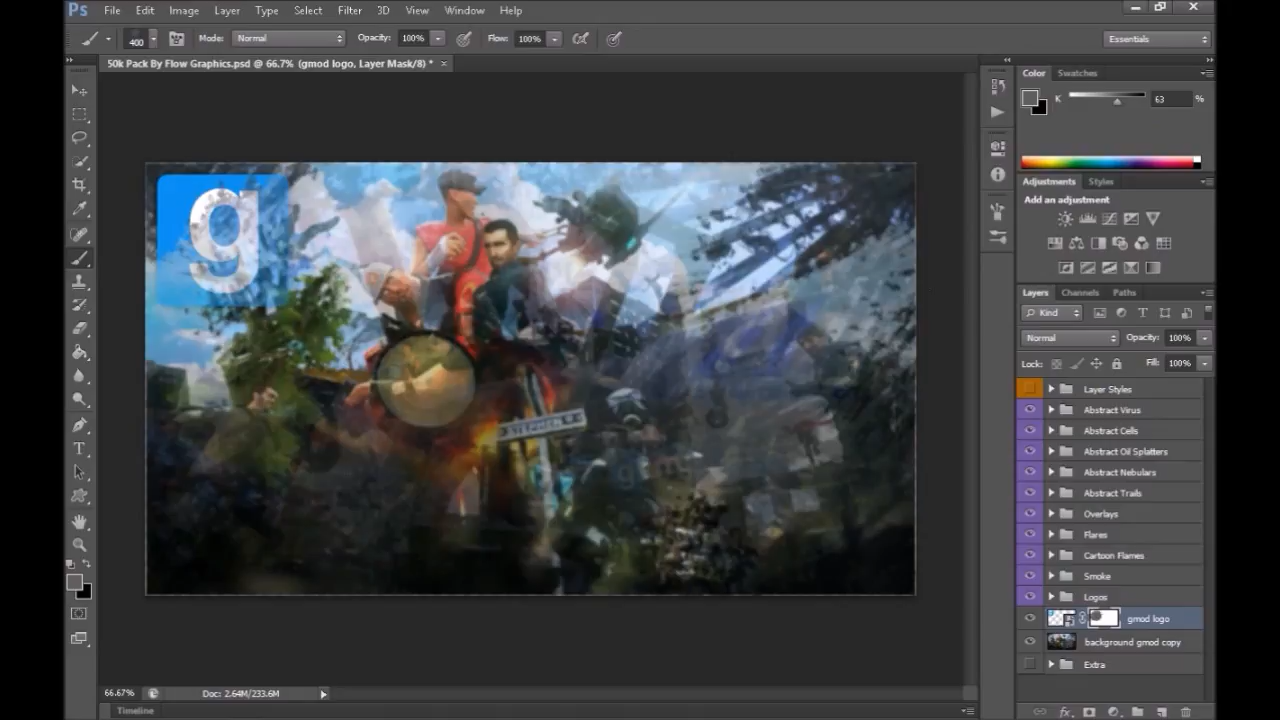 Ps File Edit Image Layer Type Select Filter 3D View Window Help
400 Mode: Normal Opacity: 100% Flow: 100% Essentials
50k Pack By Flow Graphics.psd @ 66.7% (gmod logo, Layer Mask/8) * ×
Color Swatches
K 63 %
Adjustments Styles
Add an adjustment
g
STEPHEN
Layers Channels Paths
Kind
Normal Opacity: 100%
Lock: Fill: 100%
Layer Styles
Abstract Virus
Abstract Cells
Abstract Oil Splatters
Abstract Nebulars
Abstract Trails
Overlays
Flares
Cartoon Flames
Smoke
Logos
gmod logo
background gmod copy
Extra
66.67% Doc: 2.64M/233.6M
Timeline